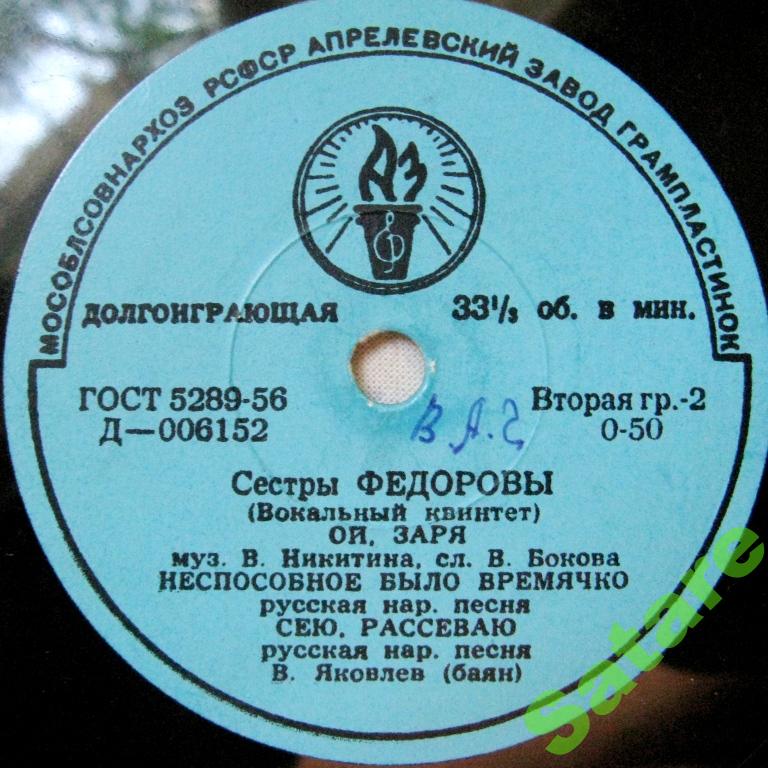 МОСОБЛСОВНАРХОЗ РСФСР АПРЕЛЕВСКИЙ ЗАВОД ГРАМПЛАСТИНОК
АЗ
ДОЛГОИГРАЮЩАЯ 33⅓ об. в мин.
ГОСТ 5289-56 Вторая гр.-2
Д—006152 0-50
Сестры ФЕДОРОВЫ
(Вокальный квинтет)
ОЙ, ЗАРЯ
муз. В. Никитина, сл. В. Бокова
НЕСПОСОБНОЕ БЫЛО ВРЕМЯЧКО
русская нар. песня
СЕЮ, РАССЕВАЮ
русская нар. песня
В. Яковлев (баян)
Satare